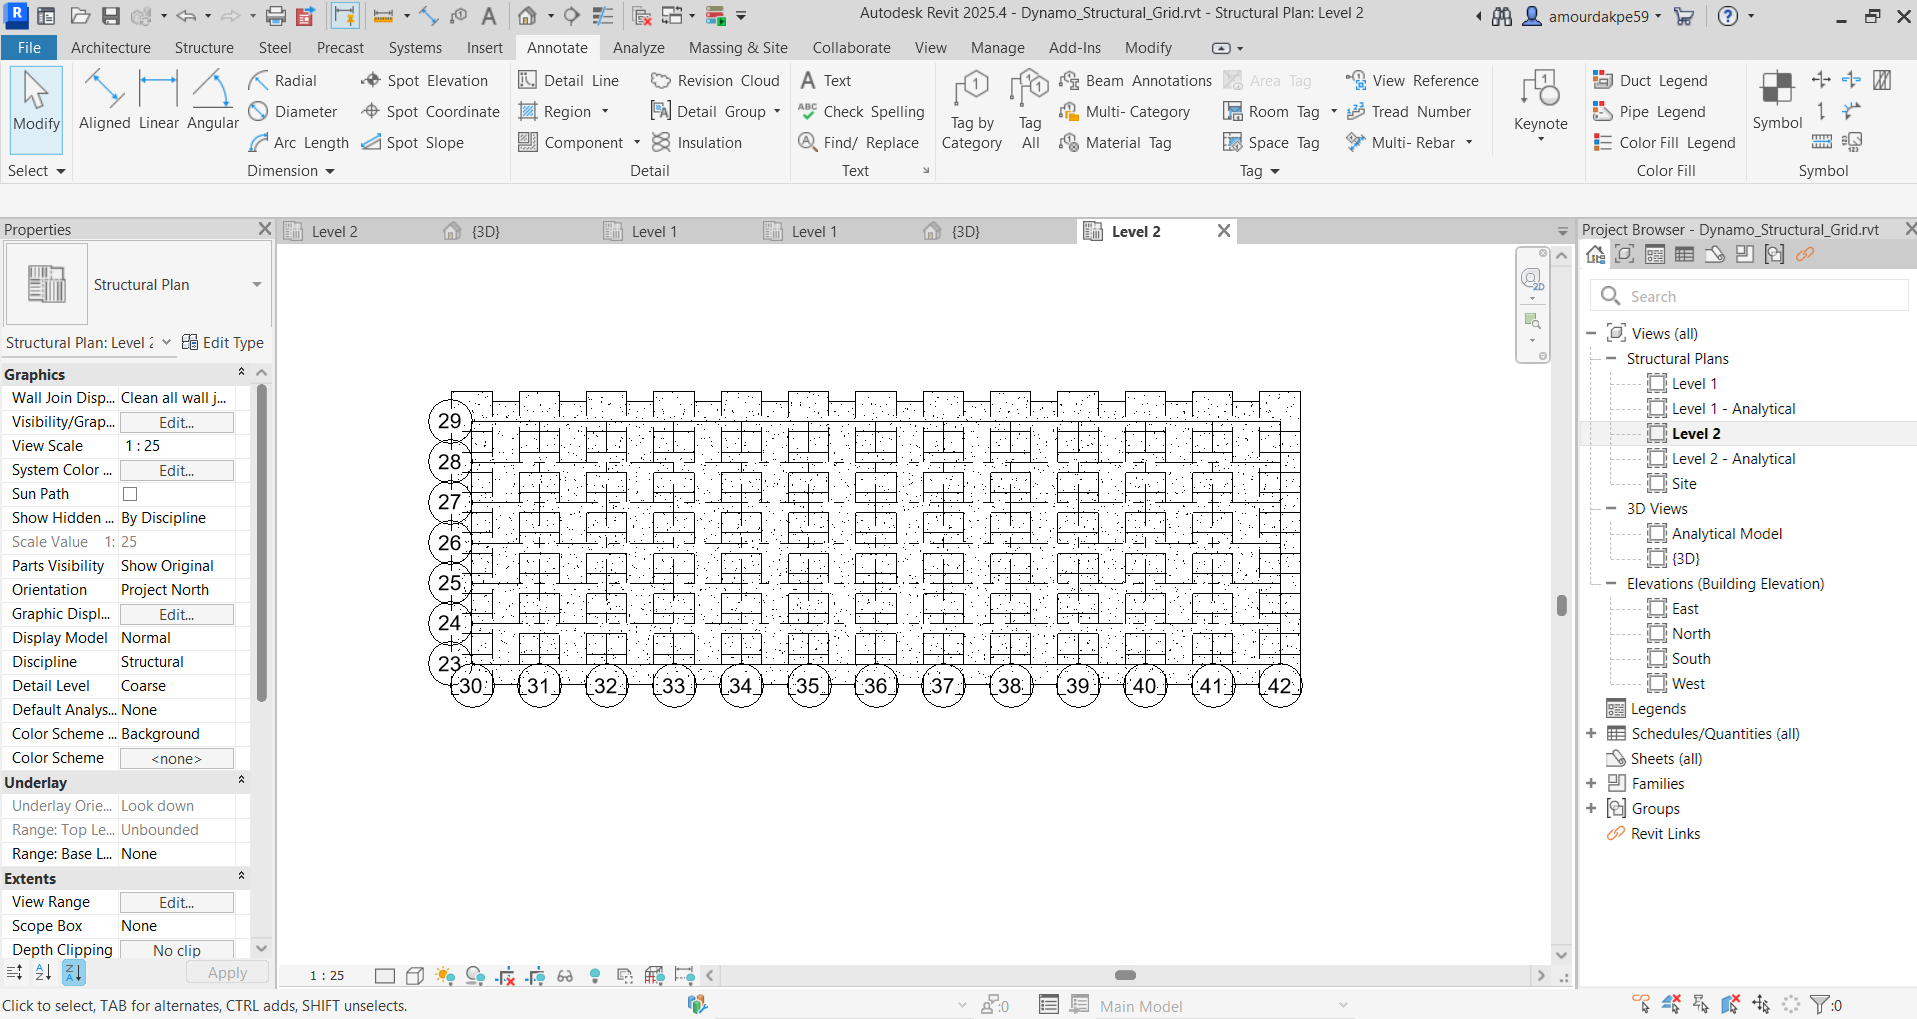 Autodesk Revit 2025.4 - Dynamo_Structural_Grid.rvt - Structural Plan: Level 2
amourdakpe59
File Architecture Structure Steel Precast Systems Insert Annotate Analyze Massing & Site Collaborate View Manage Add-Ins Modify
Modify
Select
Aligned
Linear
Angular
Radial
Diameter
Arc Length
Spot Elevation
Spot Coordinate
Spot Slope
Dimension
Detail Line
Region
Component
Revision Cloud
Detail Group
Insulation
Detail
Text
Check Spelling
Find/ Replace
Text
Tag by
Category
Tag
All
Beam Annotations
Multi- Category
Material Tag
Area Tag
Room Tag
Space Tag
View Reference
Tread Number
Multi- Rebar
Tag
Keynote
Duct Legend
Pipe Legend
Color Fill Legend
Color Fill
Symbol
Symbol
Properties
Level 2 {3D} Level 1 Level 1 {3D} Level 2
Project Browser - Dynamo_Structural_Grid.rvt
Structural Plan
Structural Plan: Level 2
Edit Type
Graphics
Wall Join Disp... Clean all wall j...
Visibility/Grap... Edit...
View Scale 1 : 25
System Color ... Edit...
Sun Path
Show Hidden ... By Discipline
Scale Value 1: 25
Parts Visibility Show Original
Orientation Project North
Graphic Displ... Edit...
Display Model Normal
Discipline Structural
Detail Level Coarse
Default Analys... None
Color Scheme ... Background
Color Scheme <none>
Underlay
Underlay Orie... Look down
Range: Top Le... Unbounded
Range: Base L... None
Extents
View Range Edit...
Scope Box None
Depth Clipping No clip
Apply
29
28
27
26
25
24
23
30 31 32 33 34 35 36 37 38 39 40 41 42
2D
Search
Views (all)
Structural Plans
Level 1
Level 1 - Analytical
Level 2
Level 2 - Analytical
Site
3D Views
Analytical Model
{3D}
Elevations (Building Elevation)
East
North
South
West
Legends
Schedules/Quantities (all)
Sheets (all)
Families
Groups
Revit Links
1 : 25
Click to select, TAB for alternates, CTRL adds, SHIFT unselects.
:0
Main Model
:0